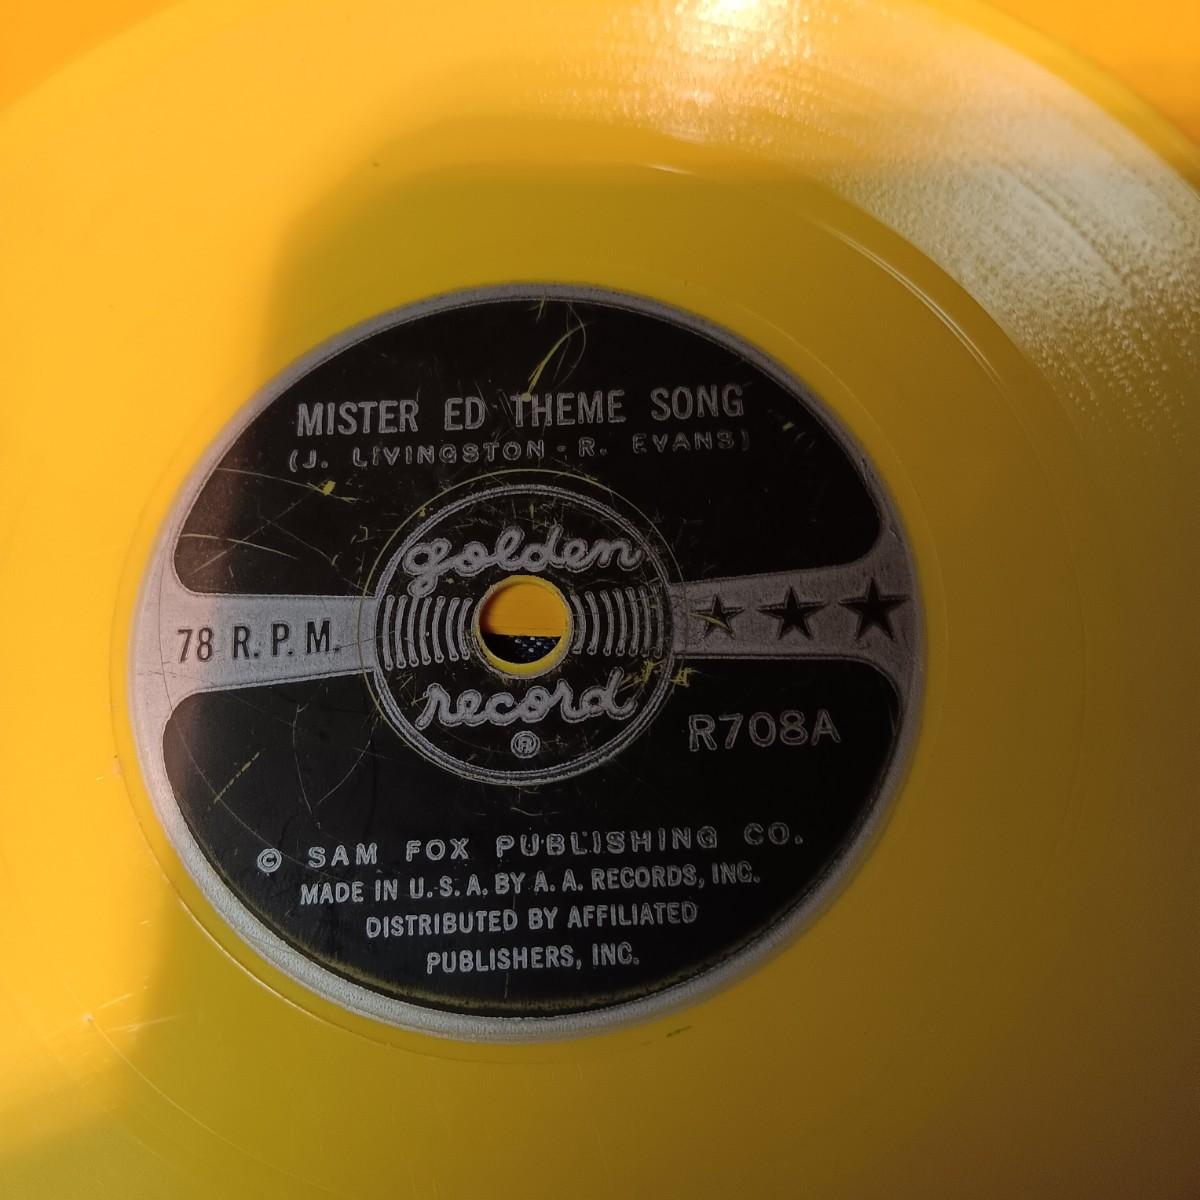 MISTER ED THEME SONG
(J. LIVINGSTON - R. EVANS)
golden
78 R.P.M.
record
®
R708A
© SAM FOX PUBLISHING CO.
MADE IN U.S.A. BY A.A. RECORDS, INC.
DISTRIBUTED BY AFFILIATED
PUBLISHERS, INC.